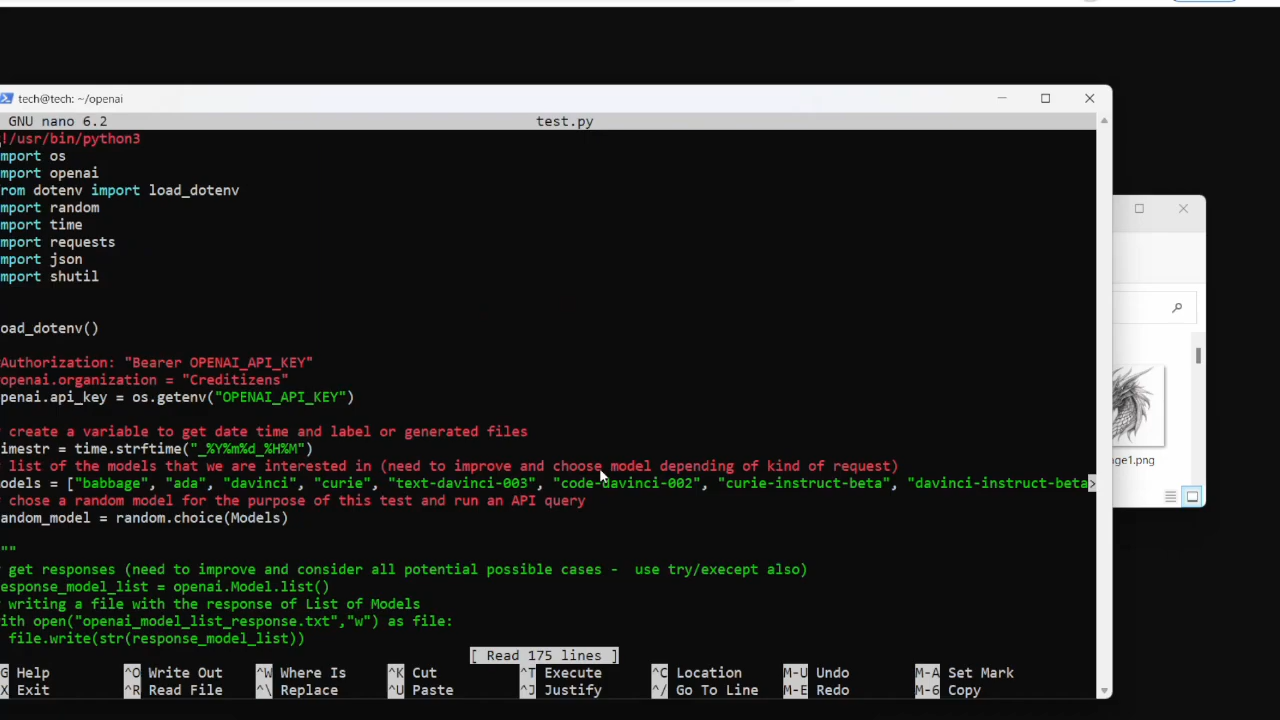 tech@tech: ~/openai
GNU nano 6.2 test.py
!/usr/bin/python3
mport os
mport openai
rom dotenv import load_dotenv
mport random
mport time
mport requests
mport json
mport shutil
oad_dotenv()
Authorization: "Bearer OPENAI_API_KEY"
openai.organization = "Creditizens"
penai.api_key = os.getenv("OPENAI_API_KEY")
create a variable to get date time and label or generated files
imestr = time.strftime("_%Y%m%d_%H%M")
list of the models that we are interested in (need to improve and choose model depending of kind of request)
odels = ["babbage", "ada", "davinci", "curie", "text-davinci-003", "code-davinci-002", "curie-instruct-beta", "davinci-instruct-beta>
chose a random model for the purpose of this test and run an API query
andom_model = random.choice(Models)
""
get responses (need to improve and consider all potential possible cases -  use try/execept also)
esponse_model_list = openai.Model.list()
writing a file with the response of List of Models
ith open("openai_model_list_response.txt","w") as file:
file.write(str(response_model_list))
[ Read 175 lines ]
G Help ^O Write Out ^W Where Is ^K Cut ^T Execute ^C Location M-U Undo M-A Set Mark
X Exit ^R Read File ^\ Replace ^U Paste ^J Justify ^/ Go To Line M-E Redo M-6 Copy
ge1.png